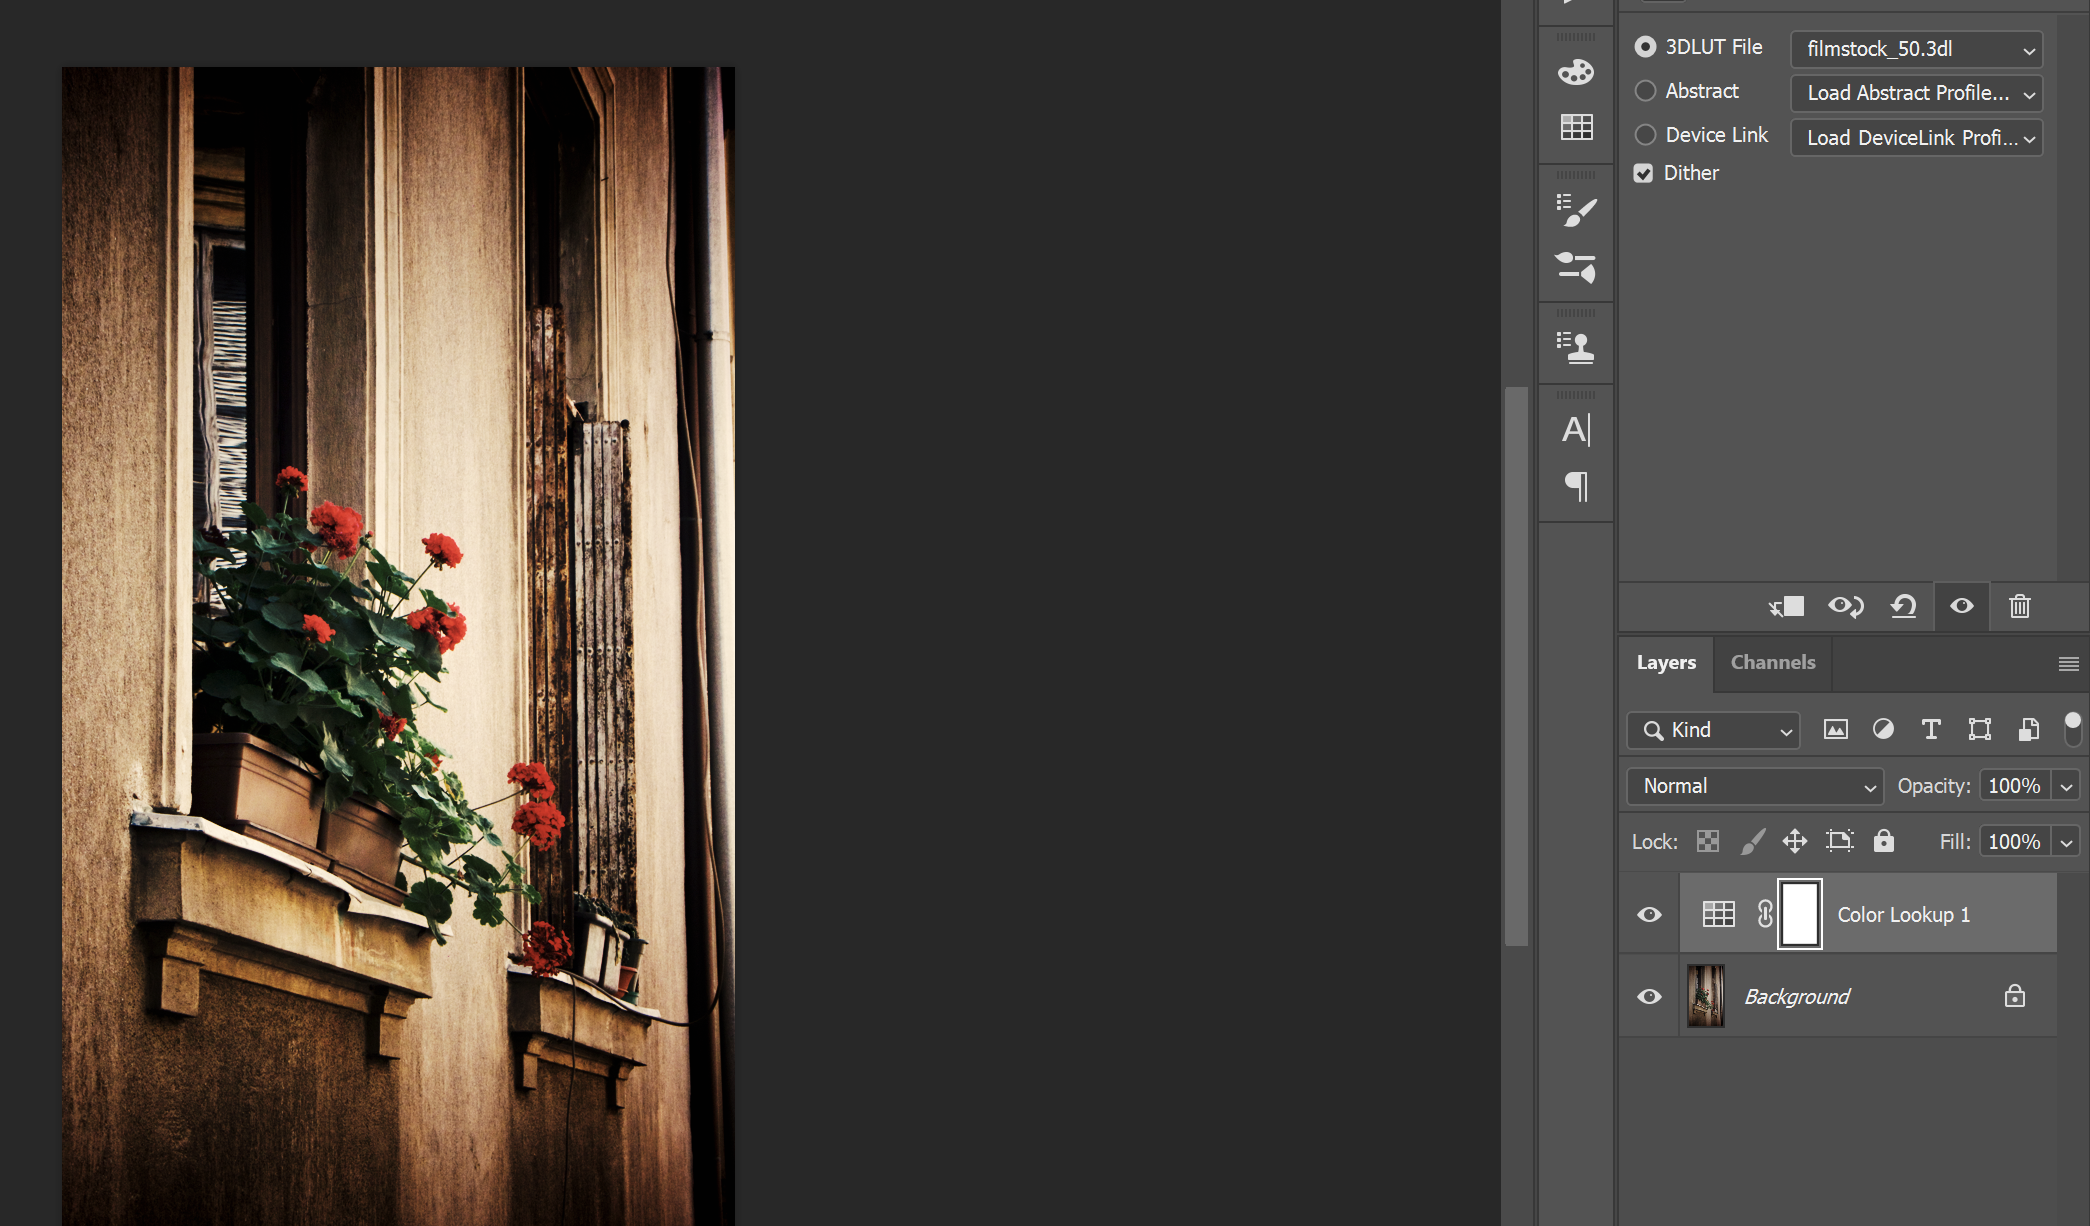 3DLUT File
filmstock_50.3dl
Abstract
Load Abstract Profile...
Device Link
Load DeviceLink Profi...
Dither
Layers
Channels
Kind
Normal
Opacity:
100%
Lock:
Fill:
100%
Color Lookup 1
Background